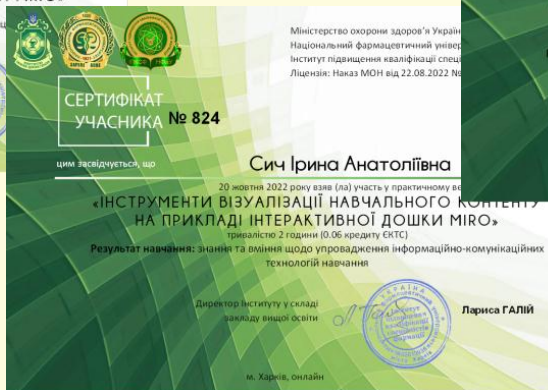 Міністерство охорони здоров'я Україн
Національний фармацевтичний універ
Інститут підвищення кваліфікації спеці
Ліцензія: Наказ МОН від 22.08.2022 №
СЕРТИФІКАТ
УЧАСНИКА № 824
цим засвідчується, що
Сич Ірина Анатоліївна
20 жовтня 2022 року взяв (ла) участь у практичному ве
«ІНСТРУМЕНТИ ВІЗУАЛІЗАЦІЇ НАВЧАЛЬНОГО КОНТЕНТУ
НА ПРИКЛАДІ ІНТЕРАКТИВНОЇ ДОШКИ MIRO»
тривалістю 2 години (0.06 кредиту ЄКТС)
Результат навчання: знання та вміння щодо упровадження інформаційно-комунікаційних
технологій навчання
Директор Інституту у складі
закладу вищої освіти
Лариса ГАЛІЙ
м. Харків, онлайн